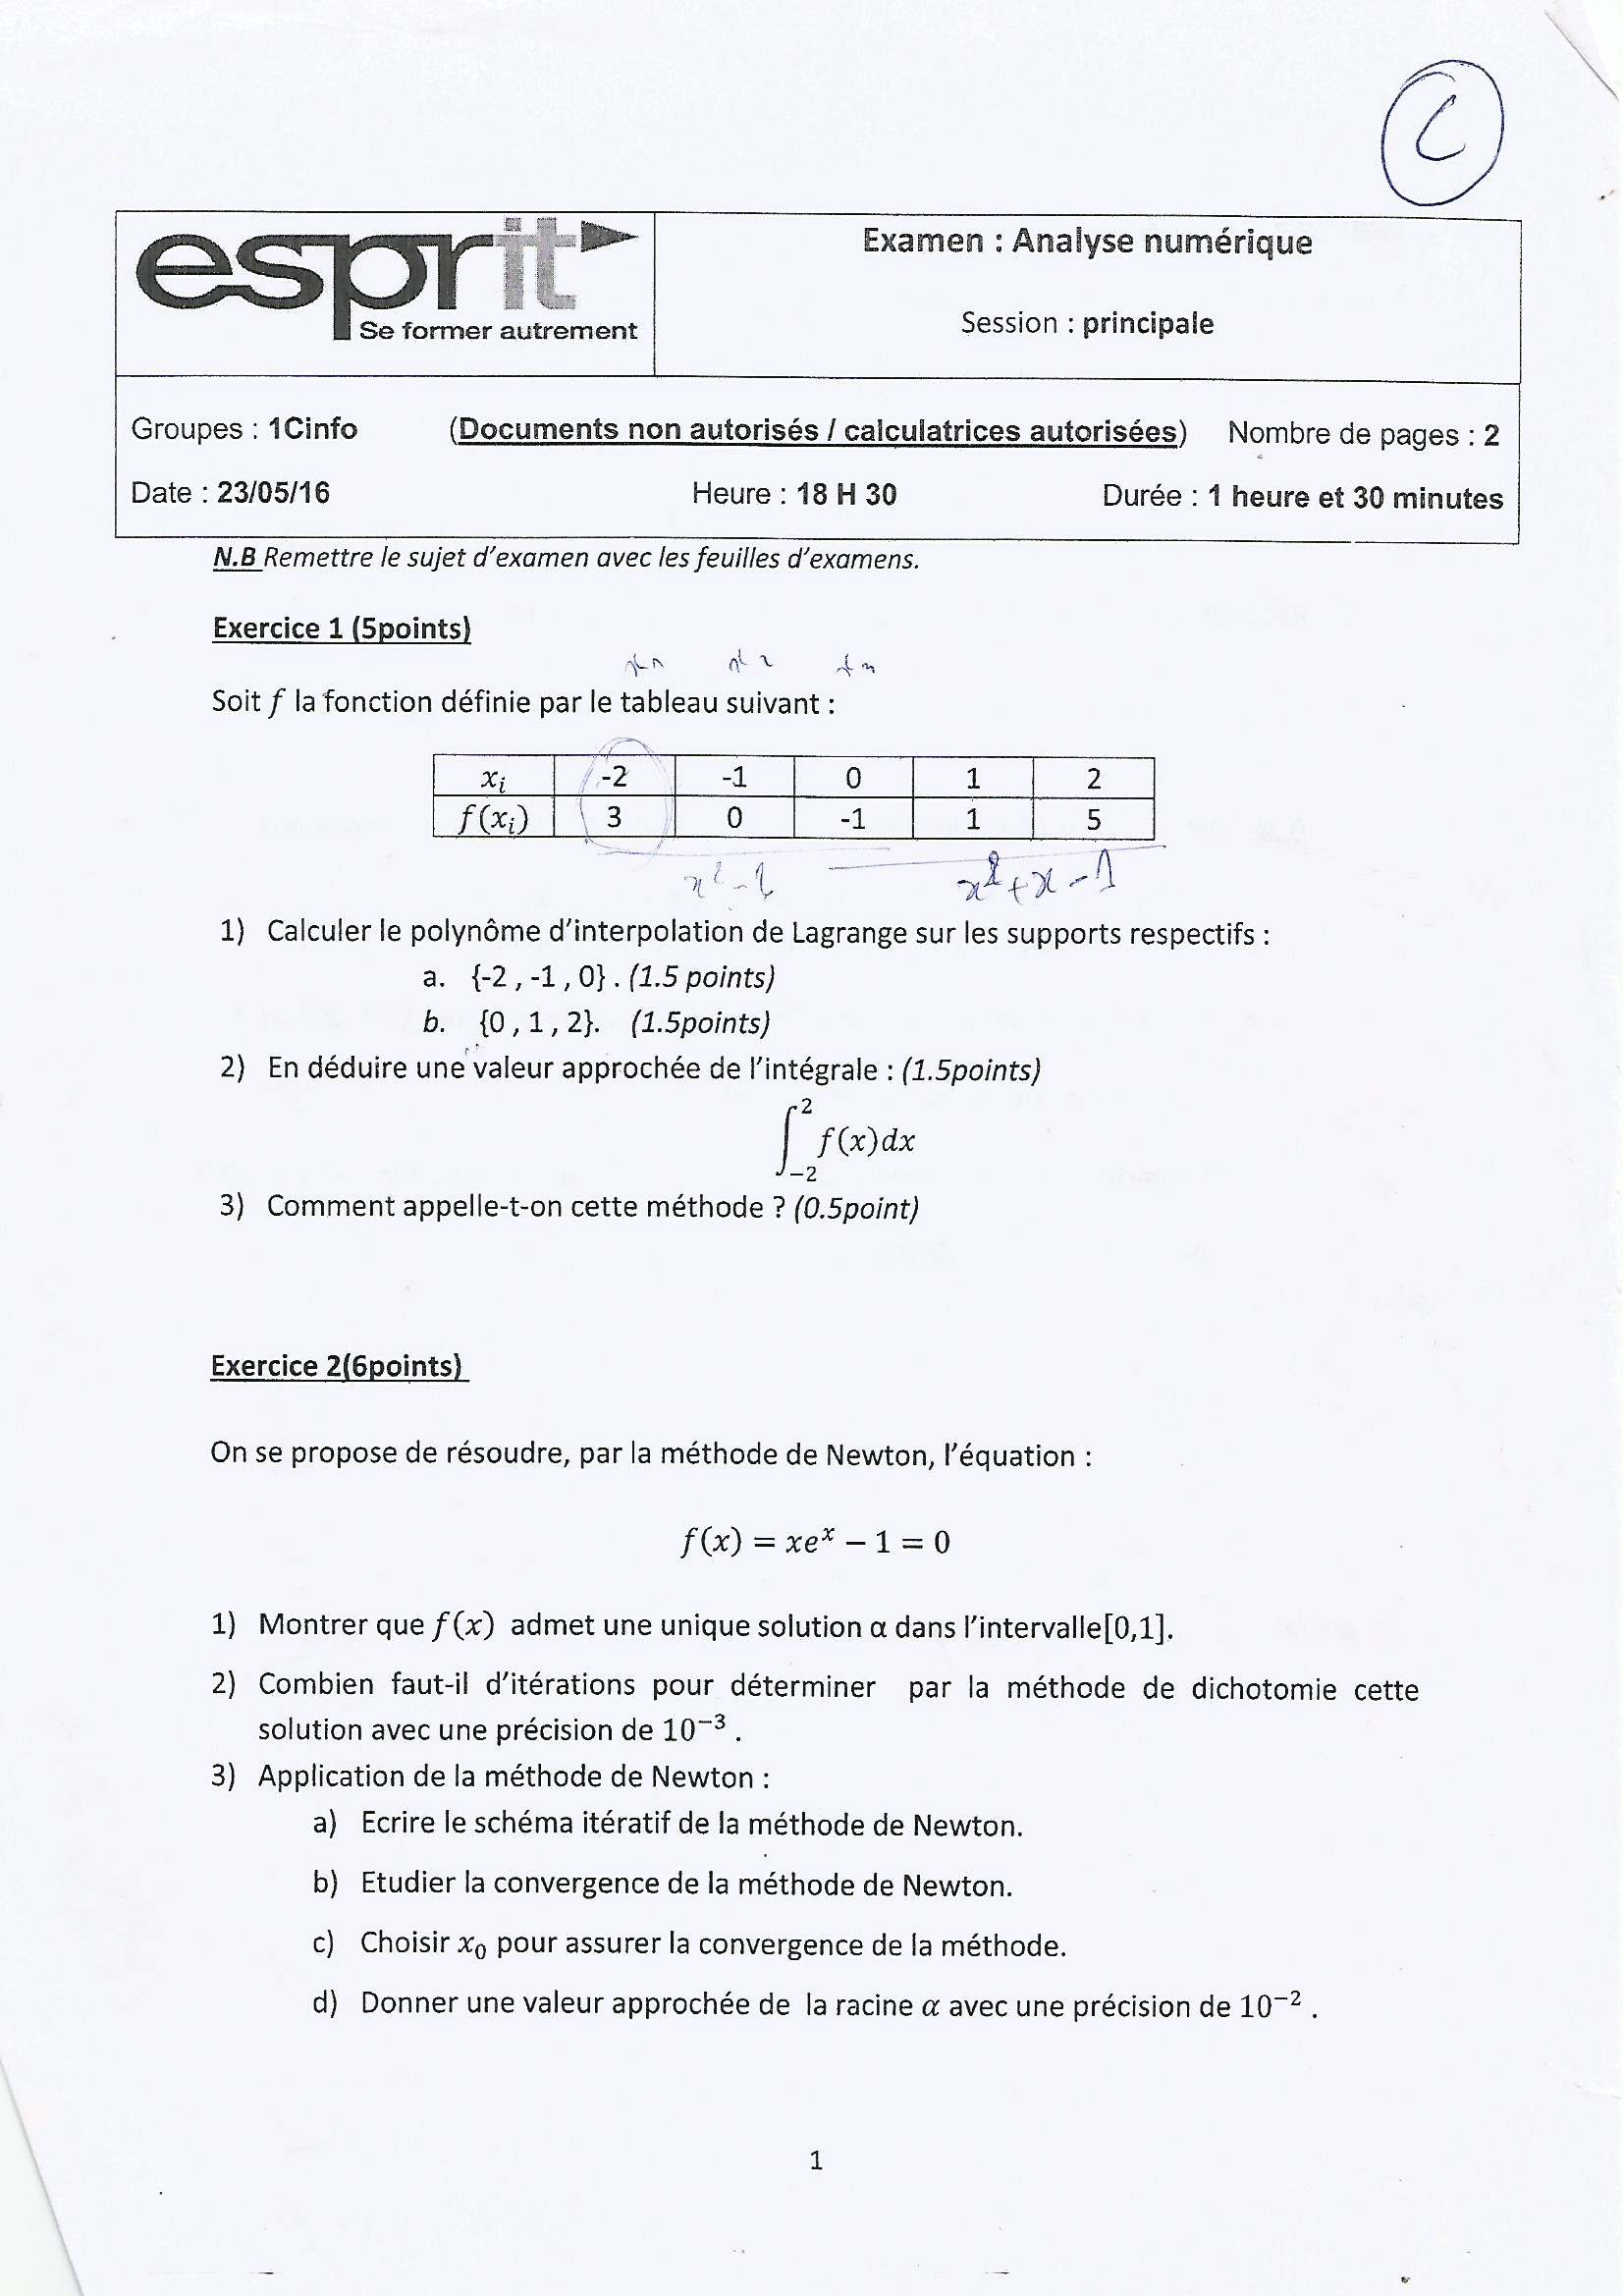 C
esprit
Se former autrement
Examen : Analyse numérique
Session : principale
Groupes : 1Cinfo (Documents non autorisés / calculatrices autorisées) Nombre de pages : 2
Date : 23/05/16 Heure : 18 H 30 Durée : 1 heure et 30 minutes
N.B Remettre le sujet d'examen avec les feuilles d'examens.
Exercice 1 (5points)
Soit f la fonction définie par le tableau suivant :
xᵢ -2 -1 0 1 2
f(xᵢ) 3 0 -1 1 5
x² - 1 x² + x - 1
1) Calculer le polynôme d'interpolation de Lagrange sur les supports respectifs :
a. {-2 , -1 , 0} . (1.5 points)
b. {0 , 1 , 2}. (1.5points)
2) En déduire une valeur approchée de l'intégrale : (1.5points)
∫₋₂² f(x)dx
3) Comment appelle-t-on cette méthode ? (0.5point)
Exercice 2(6points)
On se propose de résoudre, par la méthode de Newton, l'équation :
f(x) = xeˣ − 1 = 0
1) Montrer que f(x) admet une unique solution α dans l'intervalle[0,1].
2) Combien faut-il d'itérations pour déterminer par la méthode de dichotomie cette
solution avec une précision de 10⁻³ .
3) Application de la méthode de Newton :
a) Ecrire le schéma itératif de la méthode de Newton.
b) Etudier la convergence de la méthode de Newton.
c) Choisir x₀ pour assurer la convergence de la méthode.
d) Donner une valeur approchée de la racine α avec une précision de 10⁻² .
1